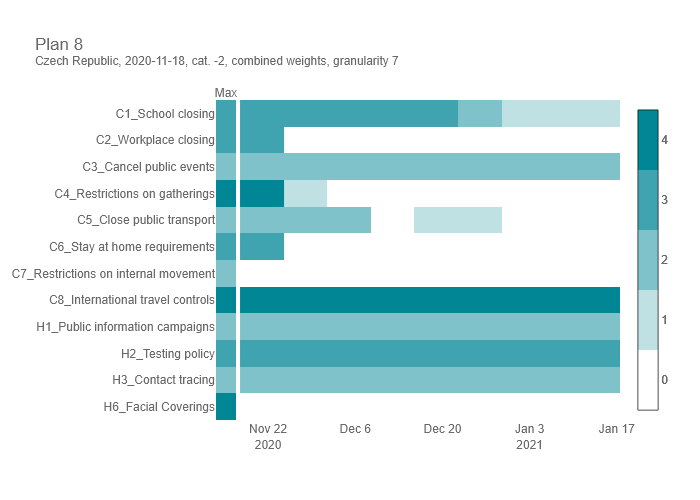 Plan 8
Czech Republic, 2020-11-18, cat. -2, combined weights, granularity 7
Max
C1_School closing
C2_Workplace closing
C3_Cancel public events
C4_Restrictions on gatherings
C5_Close public transport
C6_Stay at home requirements
C7_Restrictions on internal movement
C8_International travel controls
H1_Public information campaigns
H2_Testing policy
H3_Contact tracing
H6_Facial Coverings
4
3
2
1
0
Nov 22 Dec 6 Dec 20 Jan 3 Jan 17
2020 2021